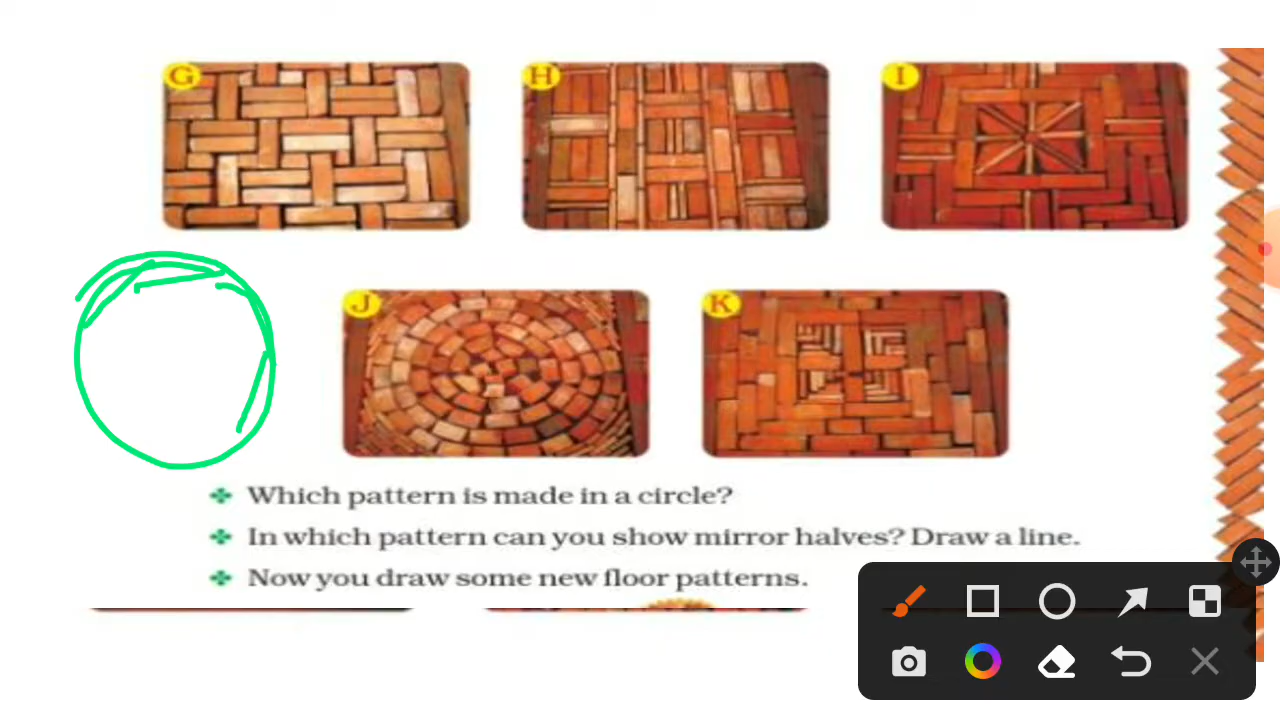 G H I
J K
Which pattern is made in a circle?
In which pattern can you show mirror halves? Draw a line.
Now you draw some new floor patterns.